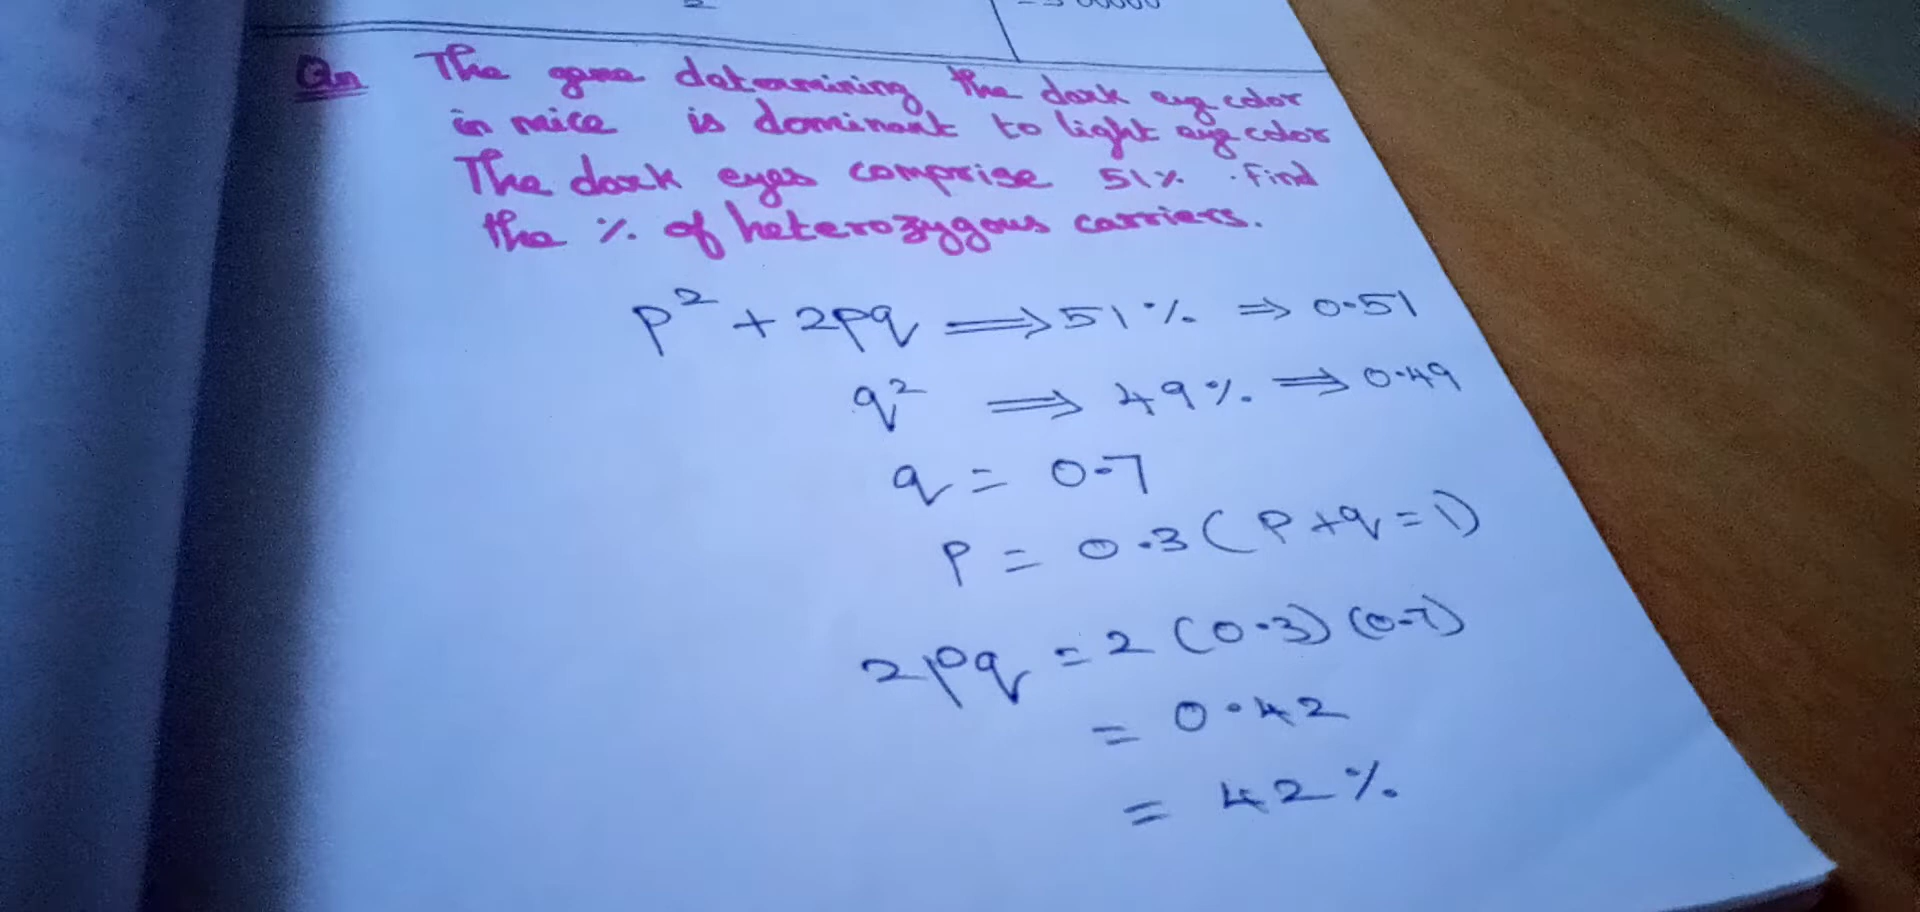 Qn The gene determining the dark eye color
in mice is dominant to light eye color
The dark eyes comprise 51% . Find
the % of heterozygous carriers.
p² + 2pq ⟹ 51% ⇒ 0.51
q² ⟹ 49% ⟹ 0.49
q = 0.7
P = 0.3 (P+q=1)
2pq = 2 (0.3) (0.7)
= 0.42
= 42%